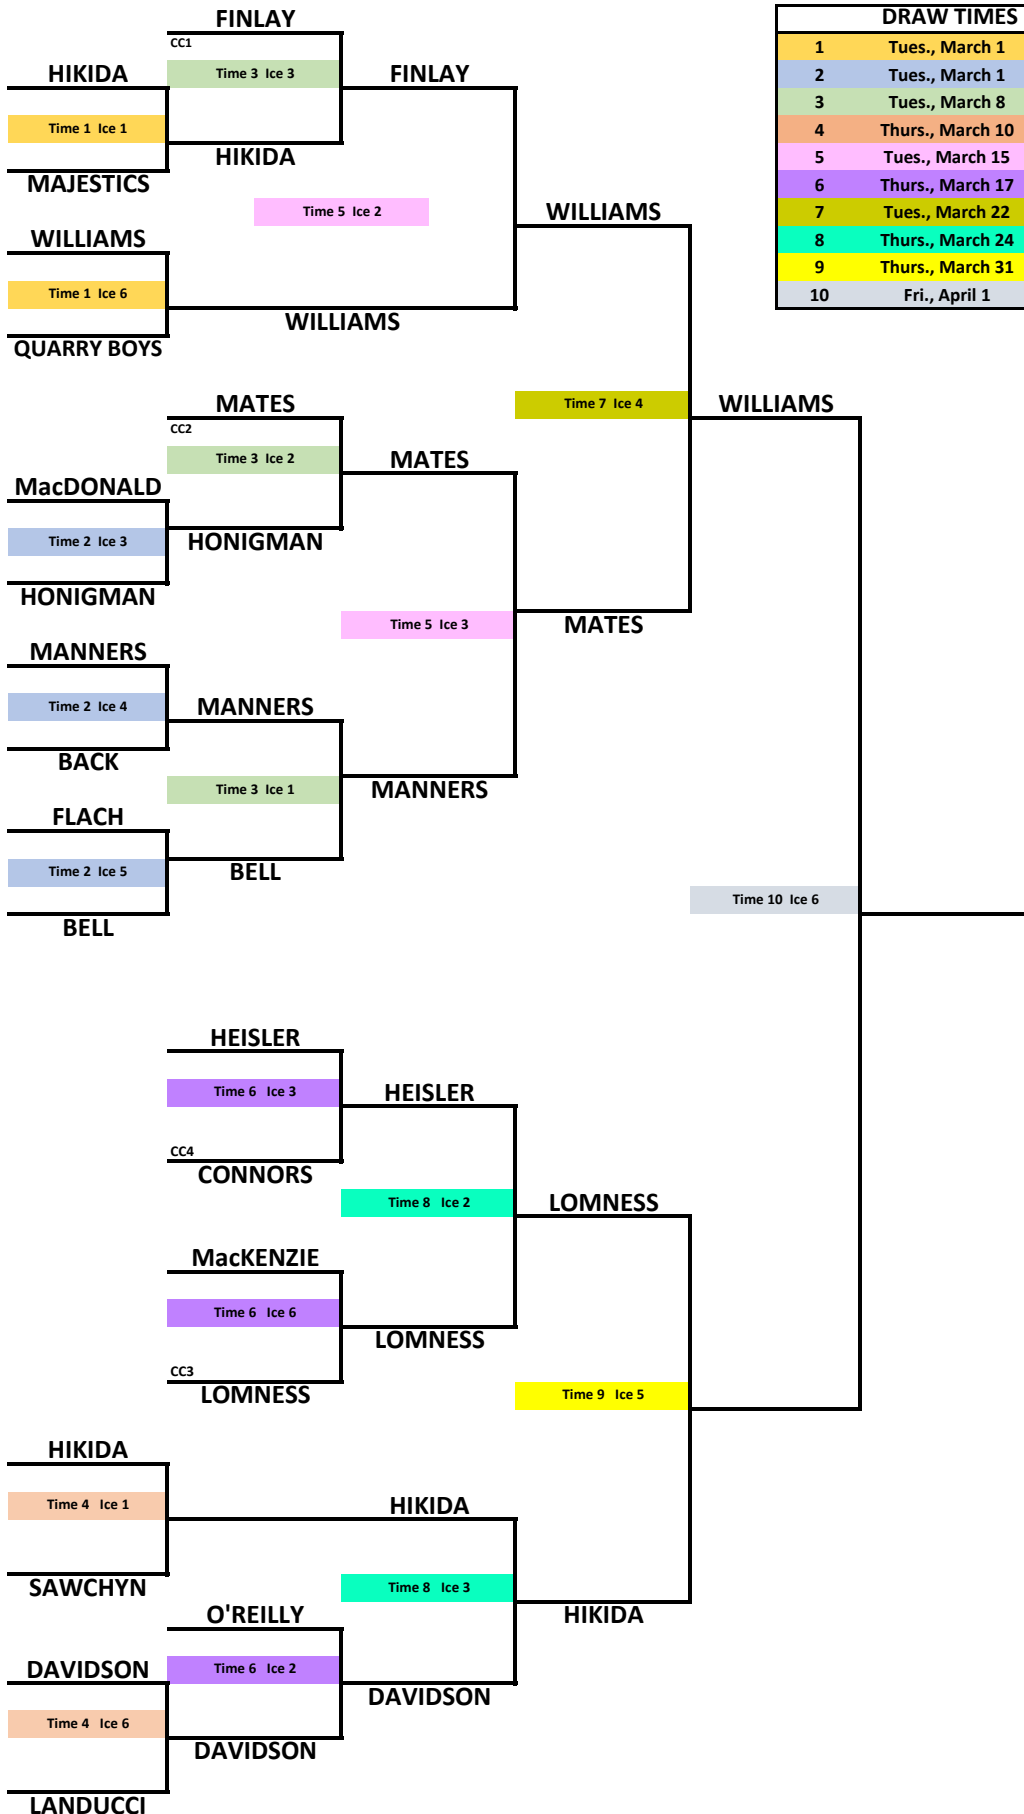 FINLAY
CC1
HIKIDA
Time 3 Ice 3
FINLAY
Time 1 Ice 1
HIKIDA
MAJESTICS
Time 5 Ice 2
WILLIAMS
WILLIAMS
Time 1 Ice 6
WILLIAMS
QUARRY BOYS
DRAW TIMES
1 Tues., March 1
2 Tues., March 1
3 Tues., March 8
4 Thurs., March 10
5 Tues., March 15
6 Thurs., March 17
7 Tues., March 22
8 Thurs., March 24
9 Thurs., March 31
10 Fri., April 1
MATES
Time 7 Ice 4
WILLIAMS
CC2
Time 3 Ice 2
MATES
MacDONALD
Time 2 Ice 3
HONIGMAN
HONIGMAN
Time 5 Ice 3
MATES
MANNERS
Time 2 Ice 4
MANNERS
BACK
Time 3 Ice 1
MANNERS
FLACH
Time 2 Ice 5
BELL
BELL
Time 10 Ice 6
HEISLER
Time 6 Ice 3
HEISLER
CC4
CONNORS
Time 8 Ice 2
LOMNESS
MacKENZIE
Time 6 Ice 6
LOMNESS
CC3
LOMNESS
Time 9 Ice 5
HIKIDA
Time 4 Ice 1
HIKIDA
SAWCHYN
Time 8 Ice 3
HIKIDA
O'REILLY
DAVIDSON
Time 6 Ice 2
DAVIDSON
Time 4 Ice 6
DAVIDSON
LANDUCCI